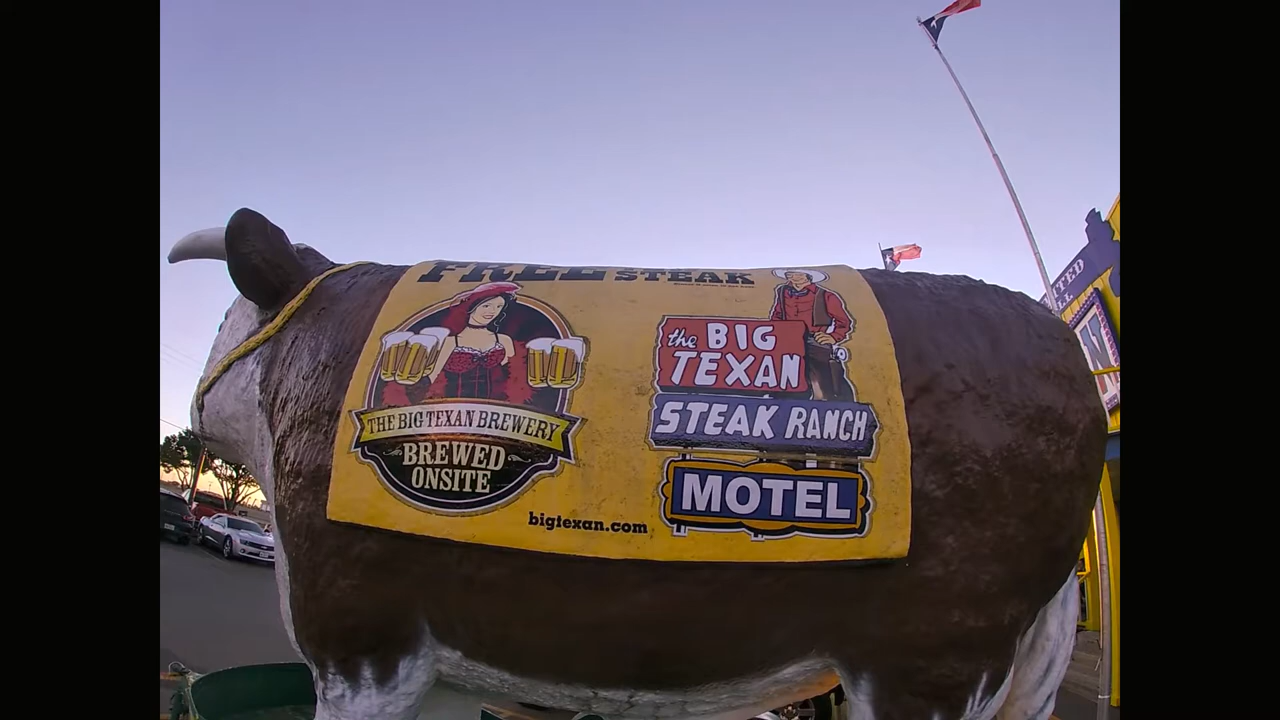 FREE STEAK
THE BIG TEXAN BREWERY
BREWED
ONSITE
the BIG
TEXAN
STEAK RANCH
MOTEL
bigtexan.com